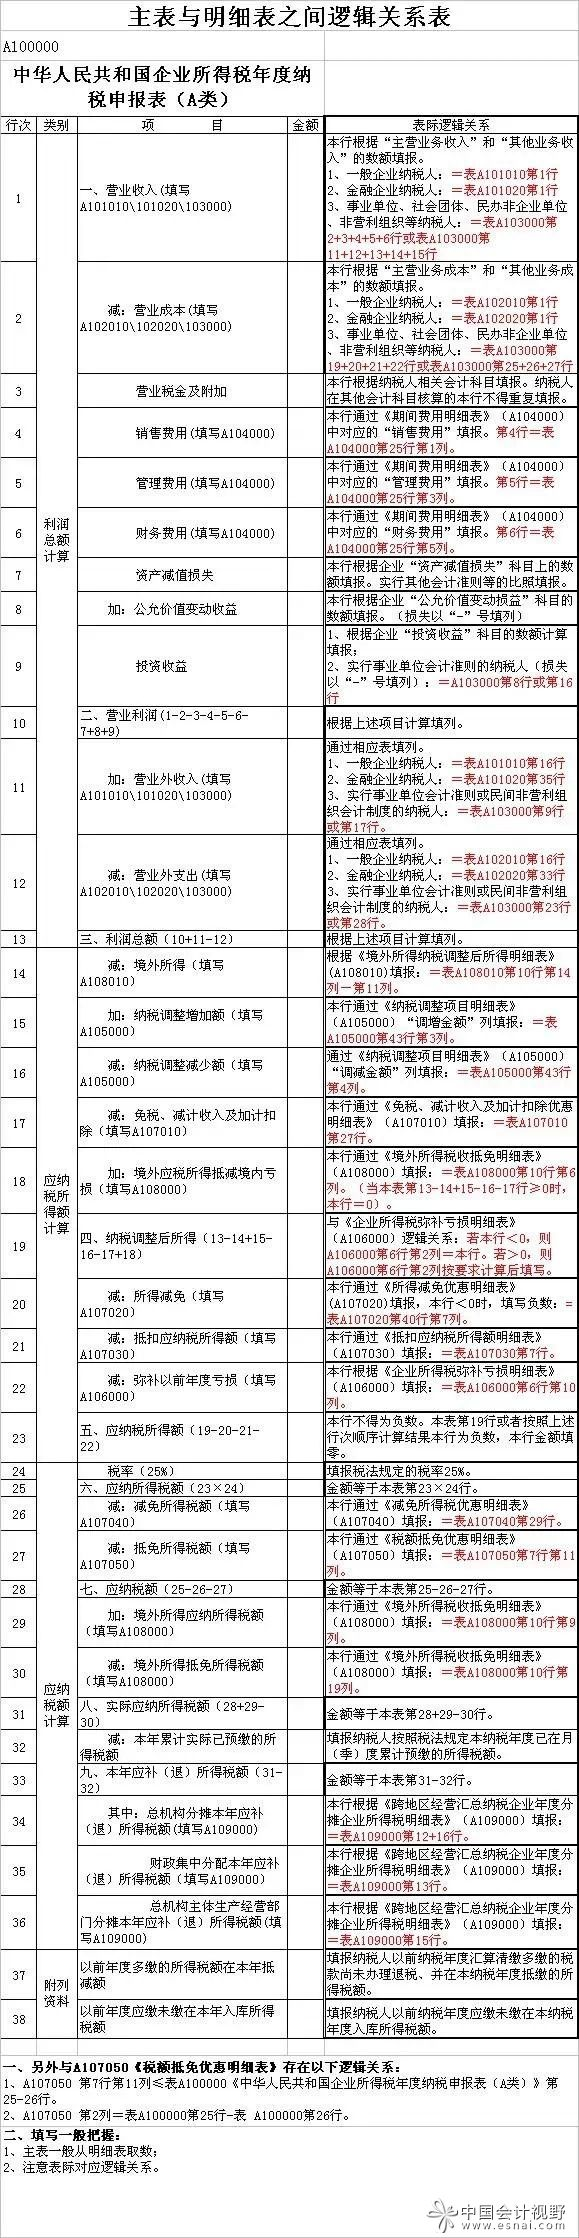 主表与明细表之间逻辑关系表
A100000
中华人民共和国企业所得税年度纳
税申报表（A类）
行次 类别 项 目 金额 表际逻辑关系
利润
总额
计算
1
一、营业收入(填写
A101010\101020\103000)
本行根据“主营业务收入”和“其他业务收
入”的数额填报。
1、一般企业纳税人：＝表A101010第1行
2、金融企业纳税人：＝表A101020第1行
3、事业单位、社会团体、民办非企业单位
、非营利组织等纳税人：＝表A103000第
2+3+4+5+6行或表A103000第
11+12+13+14+15行
2
减：营业成本(填写
A102010\102020\103000)
本行根据“主营业务成本”和“其他业务成
本”的数额填报。
1、一般企业纳税人：＝表A102010第1行
2、金融企业纳税人：＝表A102020第1行
3、事业单位、社会团体、民办非企业单位
、非营利组织等纳税人：＝表A103000第
19+20+21+22行或表A103000第25+26+27行
3
营业税金及附加
本行根据纳税人相关会计科目填报。纳税人
在其他会计科目核算的本行不得重复填报。
4
销售费用(填写A104000)
本行通过《期间费用明细表》（A104000）
中对应的“销售费用”填报。第4行＝表
A104000第25行第1列。
5
管理费用(填写A104000)
本行通过《期间费用明细表》（A104000）
中对应的“管理费用”填报。第5行＝表
A104000第25行第3列。
6
财务费用(填写A104000)
本行通过《期间费用明细表》（A104000）
中对应的“财务费用”填报。第6行＝表
A104000第25行第5列。
7
资产减值损失
本行根据企业“资产减值损失”科目上的数
额填报。实行其他会计准则等的比照填报。
8
加：公允价值变动收益
本行根据企业“公允价值变动损益”科目的
数额填报。（损失以“-”号填列）
9
投资收益
1、根据企业“投资收益”科目的数额计算
填报；
2、实行事业单位会计准则的纳税人（损失
以“-”号填列）：＝A103000第8行或第16
行
10
二、营业利润(1-2-3-4-5-6-
7+8+9)
根据上述项目计算填列。
11
加：营业外收入(填写
A101010\101020\103000)
通过相应表填列。
1、一般企业纳税人：＝表A101010第16行
2、金融企业纳税人：＝表A101020第35行
3、实行事业单位会计准则或民间非营利组
织会计制度的纳税人：＝表A103000第9行
或第17行。
12
减：营业外支出(填写
A102010\102020\103000)
通过相应表填列。
1、一般企业纳税人：＝表A102010第16行
2、金融企业纳税人：＝表A102020第33行
3、实行事业单位会计准则或民间非营利组
织会计制度的纳税人：＝表A103000第23行
或第28行。
13
三、利润总额（10+11-12）
根据上述项目计算填列。
应纳
税所
得额
计算
14
减：境外所得（填写
A108010）
根据《境外所得纳税调整后所得明细表》
(A108010)填报：＝表A108010第10行第14
列－第11列。
15
加：纳税调整增加额（填写
A105000）
本行通过《纳税调整项目明细表》
（A105000）“调增金额”列填报：＝表
A105000第43行第3列。
16
减：纳税调整减少额（填写
A105000）
通过《纳税调整项目明细表》（A105000）
“调减金额”列填报：＝表A105000第43行
第4列。
17
减：免税、减计收入及加计扣
除（填写A107010）
本行通过《免税、减计收入及加计扣除优惠
明细表》（A107010）填报：＝表A107010
第27行。
18
加：境外应税所得抵减境内亏
损（填写A108000）
本行通过《境外所得税收抵免明细表》
（A108000）填报：＝表A108000第10行第6
列。（当本表第13-14+15-16-17行≥0时，
本行＝0）。
19
四、纳税调整后所得（13-14+15-
16-17+18）
与《企业所得税弥补亏损明细表》
（A106000）逻辑关系：若本行＜0，则
A106000第6行第2列＝本行。若＞0，则
A106000第6行第2列按要求计算后填写。
20
减：所得减免（填写
A107020）
本行通过《所得减免优惠明细表》
(A107020)填报，本行＜0时，填写负数：＝
表A107020第40行第7列。
21
减：抵扣应纳税所得额（填写
A107030）
本行通过《抵扣应纳税所得额明细表》
（A107030）填报：＝表A107030第7行。
22
减：弥补以前年度亏损（填写
A106000）
本行根据《企业所得税弥补亏损明细表》
（A106000）填报：＝表A106000第6行第10
列。
23
五、应纳税所得额（19-20-21-
22）
本行不得为负数。本表第19行或者按照上述
行次顺序计算结果本行为负数，本行金额填
零。
应纳
税额
计算
24
税率（25%）
填报税法规定的税率25%。
25
六、应纳所得税额（23×24）
金额等于本表第23×24行。
26
减：减免所得税额（填写
A107040）
本行通过《减免所得税优惠明细表》
（A107040）填报：＝表A107040第29行。
27
减：抵免所得税额（填写
A107050）
本行通过《税额抵免优惠明细表》
（A107050）填报：＝表A107050第7行第11
列。
28
七、应纳税额（25-26-27）
金额等于本表第25-26-27行。
29
加：境外所得应纳所得税额
（填写A108000）
本行通过《境外所得税收抵免明细表》
（A108000）填报：＝表A108000第10行第9
列。
30
减：境外所得抵免所得税额
（填写A108000）
本行通过《境外所得税收抵免明细表》
（A108000）填报：＝表A108000第10行第
19列。
31
八、实际应纳所得税额（28+29-
30）
金额等于本表第28+29-30行。
32
减：本年累计实际已预缴的所
得税额
填报纳税人按照税法规定本纳税年度已在月
（季）度累计预缴的所得税额。
33
九、本年应补（退）所得税额（31-
32）
金额等于本表第31-32行。
34
其中：总机构分摊本年应补
（退）所得税额(填写A109000)
本行根据《跨地区经营汇总纳税企业年度分
摊企业所得税明细表》（A109000）填报：
＝表A109000第12+16行。
35
财政集中分配本年应补
（退）所得税额（填写A109000）
本行根据《跨地区经营汇总纳税企业年度分
摊企业所得税明细表》（A109000）填报：
＝表A109000第13行。
36
总机构主体生产经营部
门分摊本年应补（退）所得税额(填
写A109000)
本行根据《跨地区经营汇总纳税企业年度分
摊企业所得税明细表》（A109000）填报：
＝表A109000第15行。
附列
资料
37
以前年度多缴的所得税额在本年抵
减额
填报纳税人以前纳税年度汇算清缴多缴的税
款尚未办理退税、并在本纳税年度抵缴的所
得税额。
38
以前年度应缴未缴在本年入库所得
税额
填报纳税人以前纳税年度应缴未缴在本纳税
年度入库所得税额。
一、另外与A107050《税额抵免优惠明细表》存在以下逻辑关系：
1、A107050 第7行第11列≤表A100000《中华人民共和国企业所得税年度纳税申报表（A类）》第
25-26行。
2、A107050 第2列＝表A100000第25行-表 A100000第26行。
二、填写一般把握：
1、主表一般从明细表取数；
2、注意表际对应逻辑关系。
中国会计视野
www.esnai.com